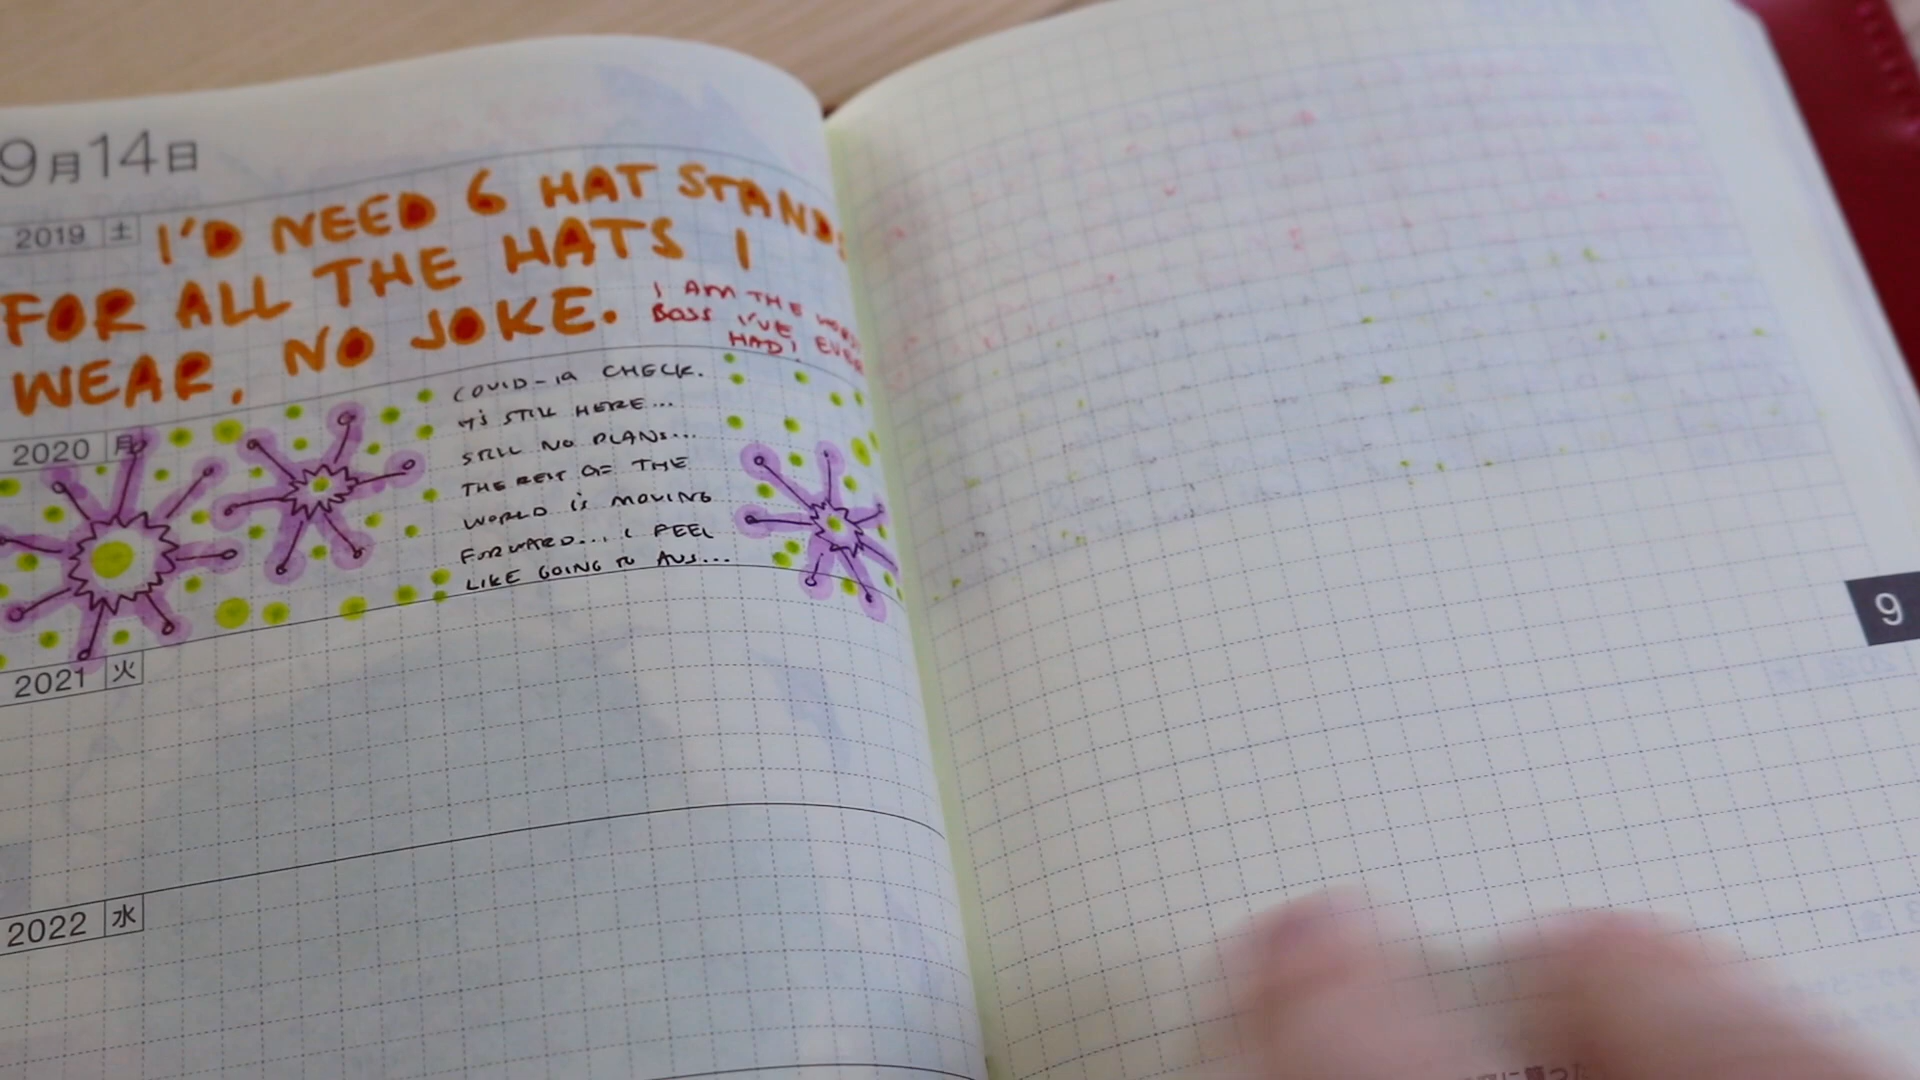 9月14日
2019 土
I'D NEED 6 HAT STANDS
FOR ALL THE HATS I
WEAR, NO JOKE.
I AM THE
BOSS I'VE
HAD! EVER
2020 月
COVID-19 CHECK.
it's STILL HERE...
STILL NO PLANS...
THE REST OF THE
WORLD is MOVING
FORWARD... I FEEL
LIKE GOING TO AUS...
2021 火
2022 水
9